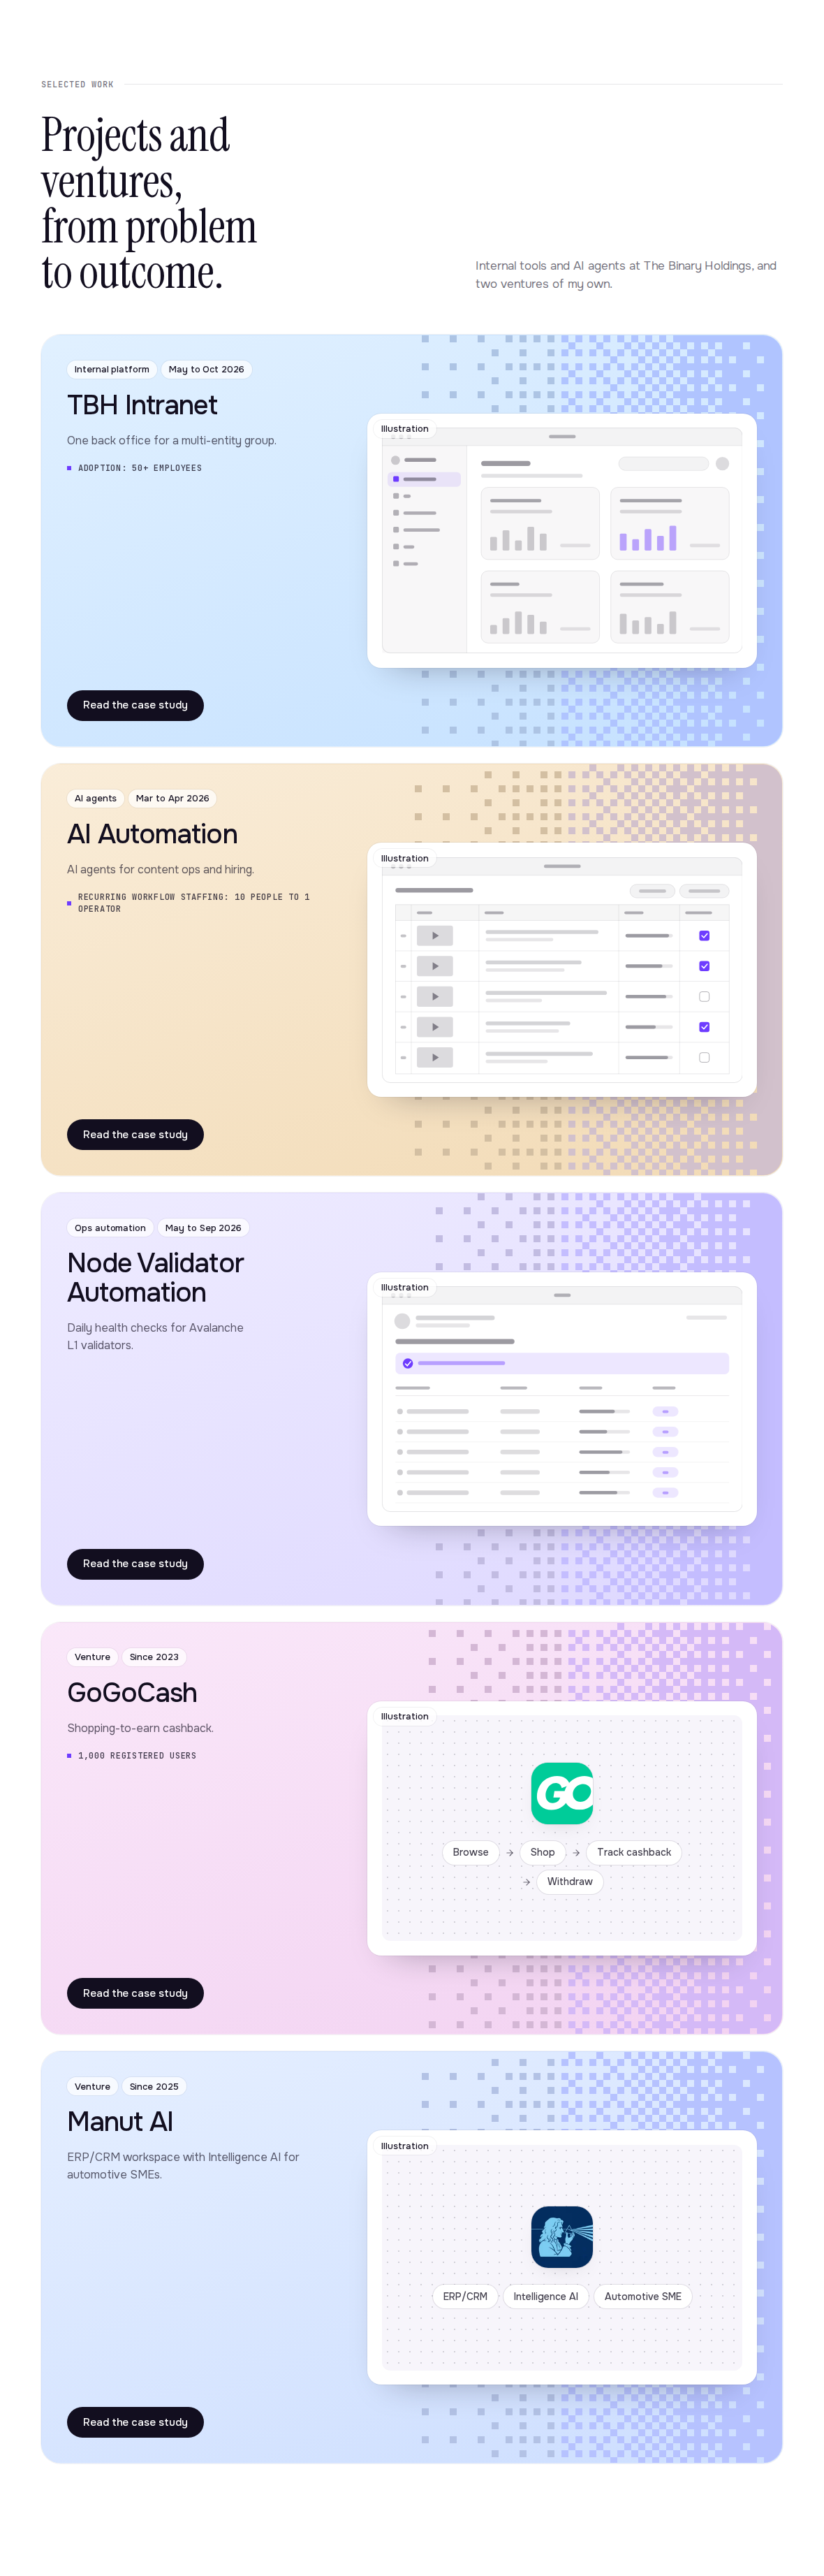 SELECTED WORK
Projects and
ventures,
from problem
to outcome.
Internal tools and AI agents at The Binary Holdings, and
two ventures of my own.
Internal platform
May to Oct 2026
TBH Intranet
One back office for a multi-entity group.
ADOPTION: 50+ EMPLOYEES
Read the case study
Illustration
AI agents
Mar to Apr 2026
AI Automation
AI agents for content ops and hiring.
RECURRING WORKFLOW STAFFING: 10 PEOPLE TO 1
OPERATOR
Read the case study
Illustration
Ops automation
May to Sep 2026
Node Validator
Automation
Daily health checks for Avalanche
L1 validators.
Read the case study
Illustration
Venture
Since 2023
GoGoCash
Shopping-to-earn cashback.
1,000 REGISTERED USERS
Read the case study
Illustration
GO
Browse → Shop → Track cashback
→ Withdraw
Venture
Since 2025
Manut AI
ERP/CRM workspace with Intelligence AI for
automotive SMEs.
Read the case study
Illustration
ERP/CRM
Intelligence AI
Automotive SME